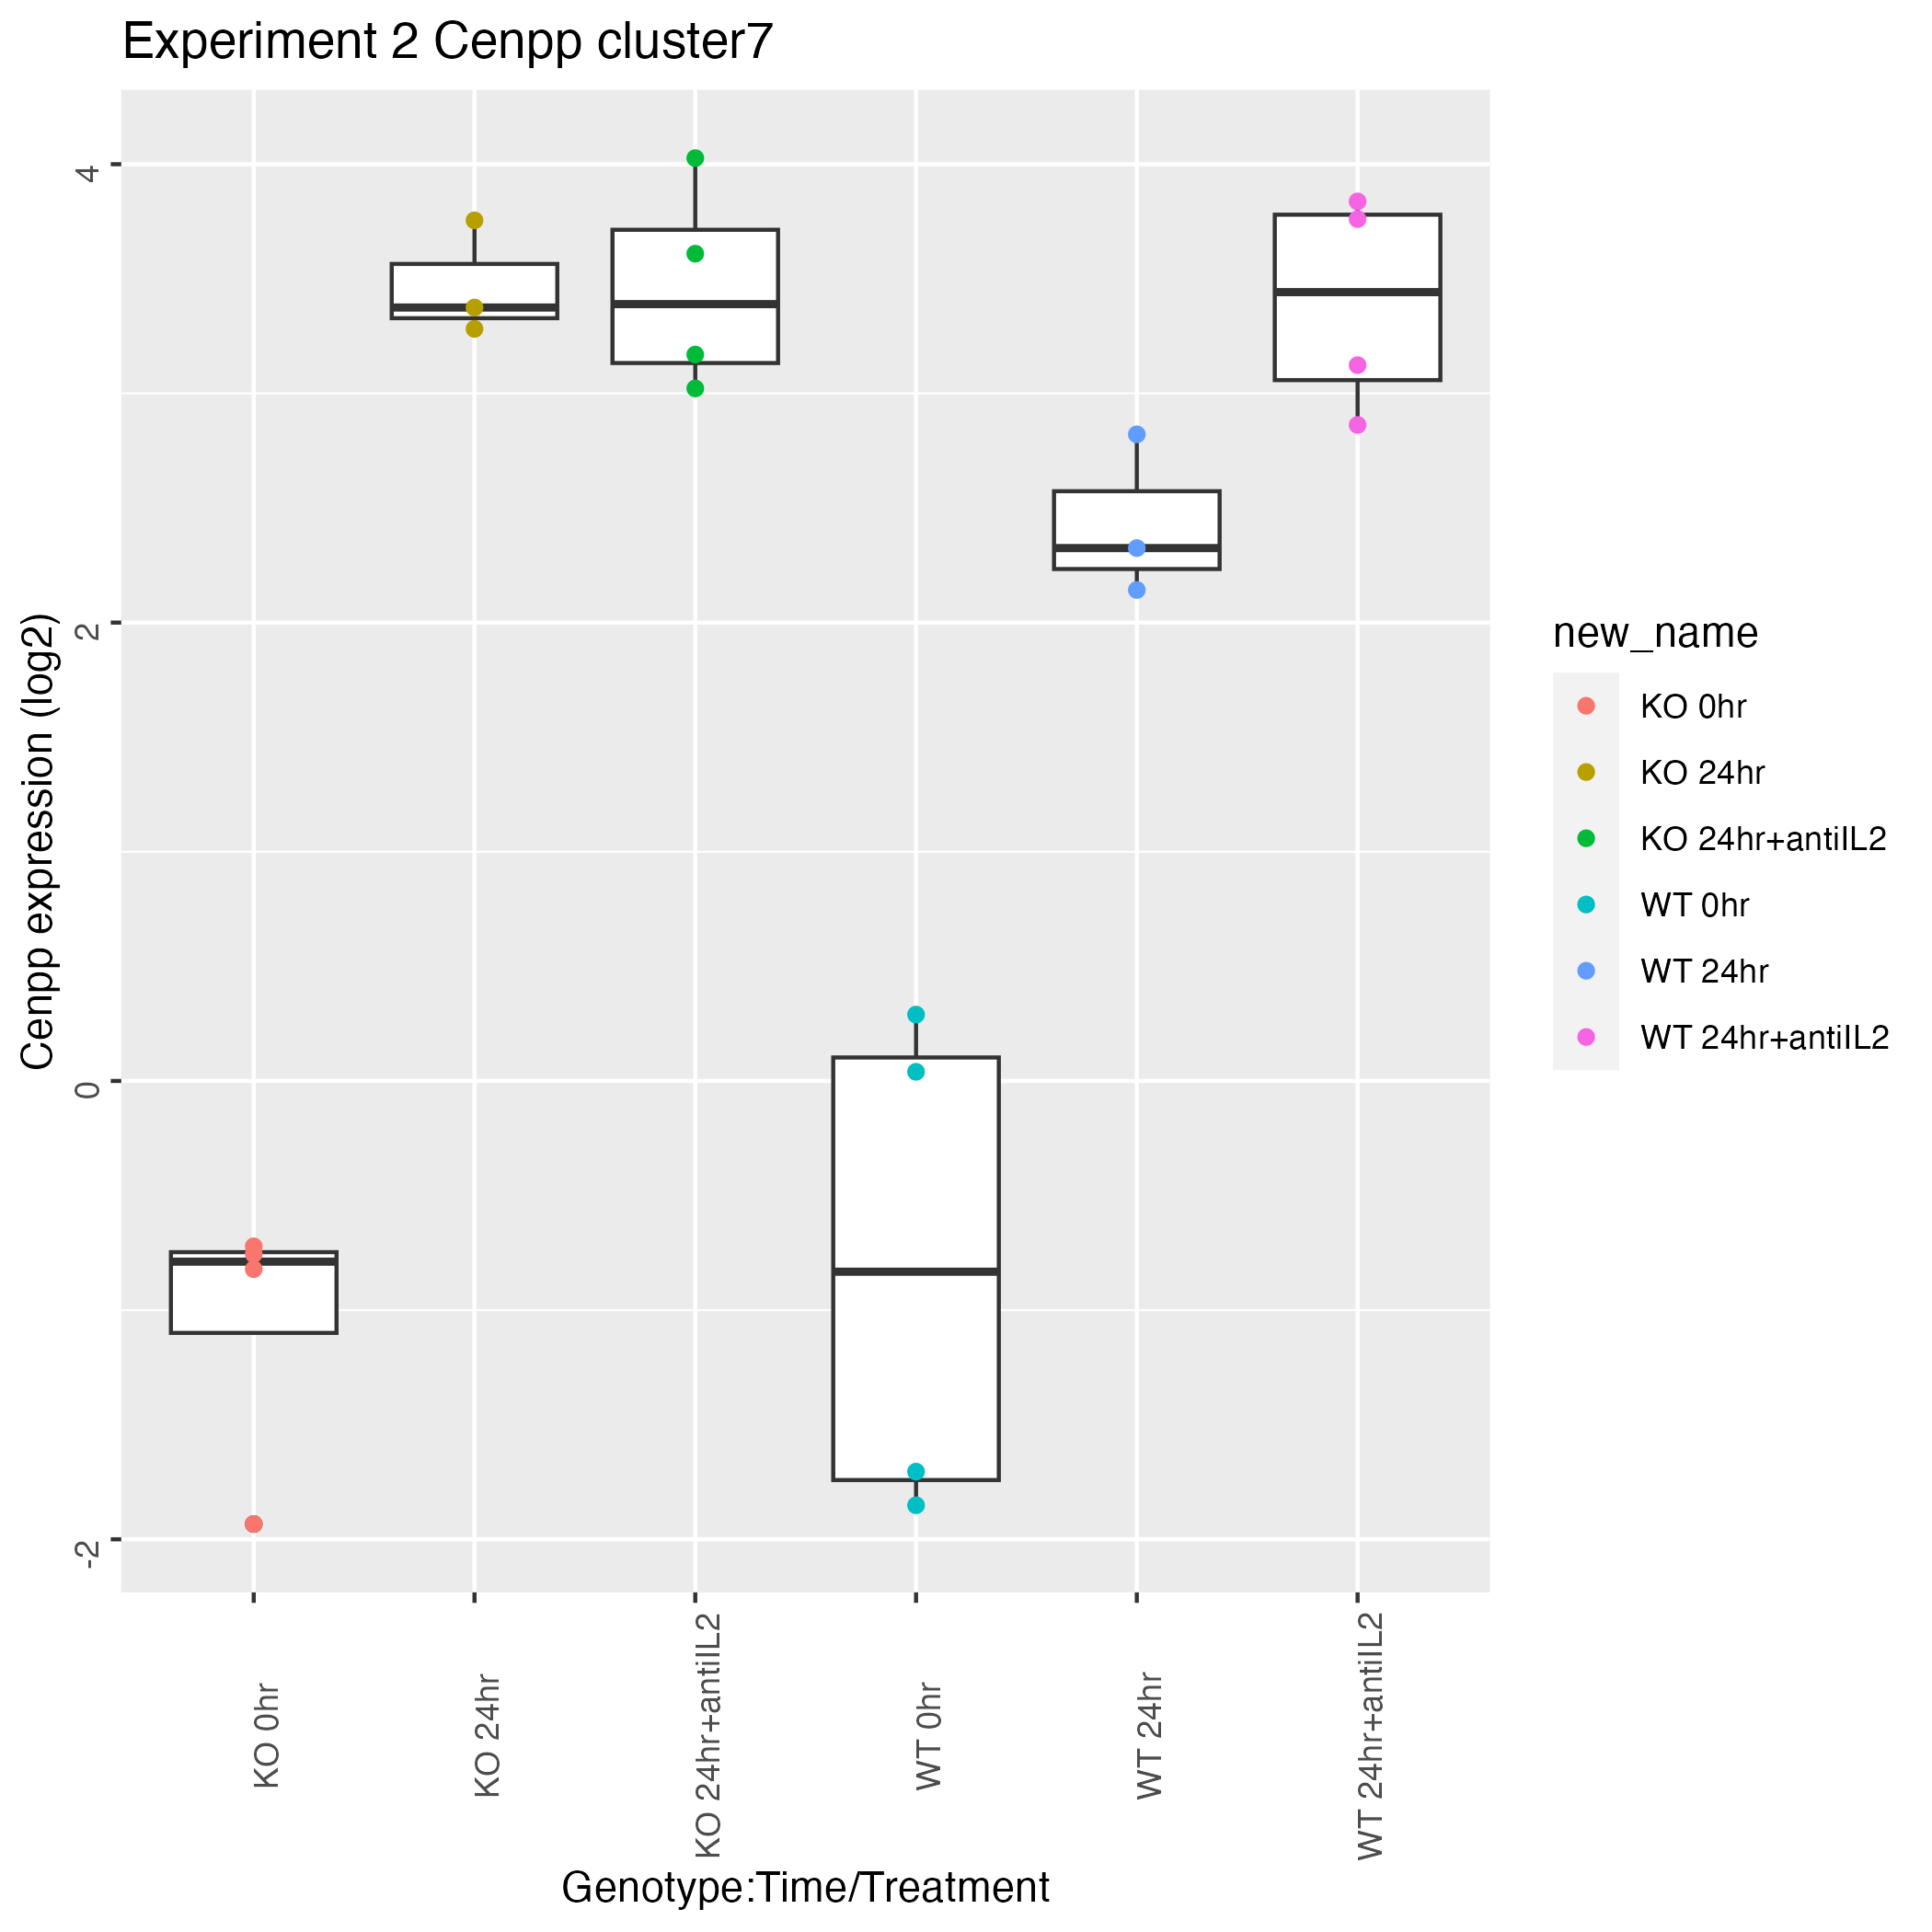 Experiment 2 Cenpp cluster7
Cenpp expression (log2)
4
2
0
-2
KO 0hr
KO 24hr
KO 24hr+antiIL2
WT 0hr
WT 24hr
WT 24hr+antiIL2
Genotype:Time/Treatment
new_name
KO 0hr
KO 24hr
KO 24hr+antiIL2
WT 0hr
WT 24hr
WT 24hr+antiIL2